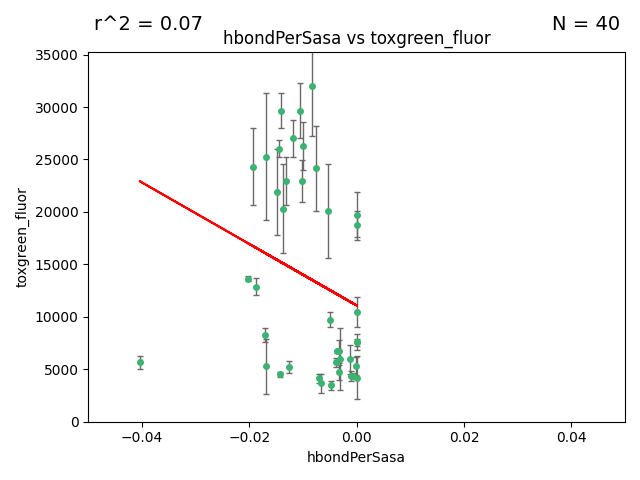 r^2 = 0.07
N = 40
hbondPerSasa vs toxgreen_fluor
35000
30000
25000
20000
15000
10000
5000
0
toxgreen_fluor
−0.04
−0.02
0.00
0.02
0.04
hbondPerSasa